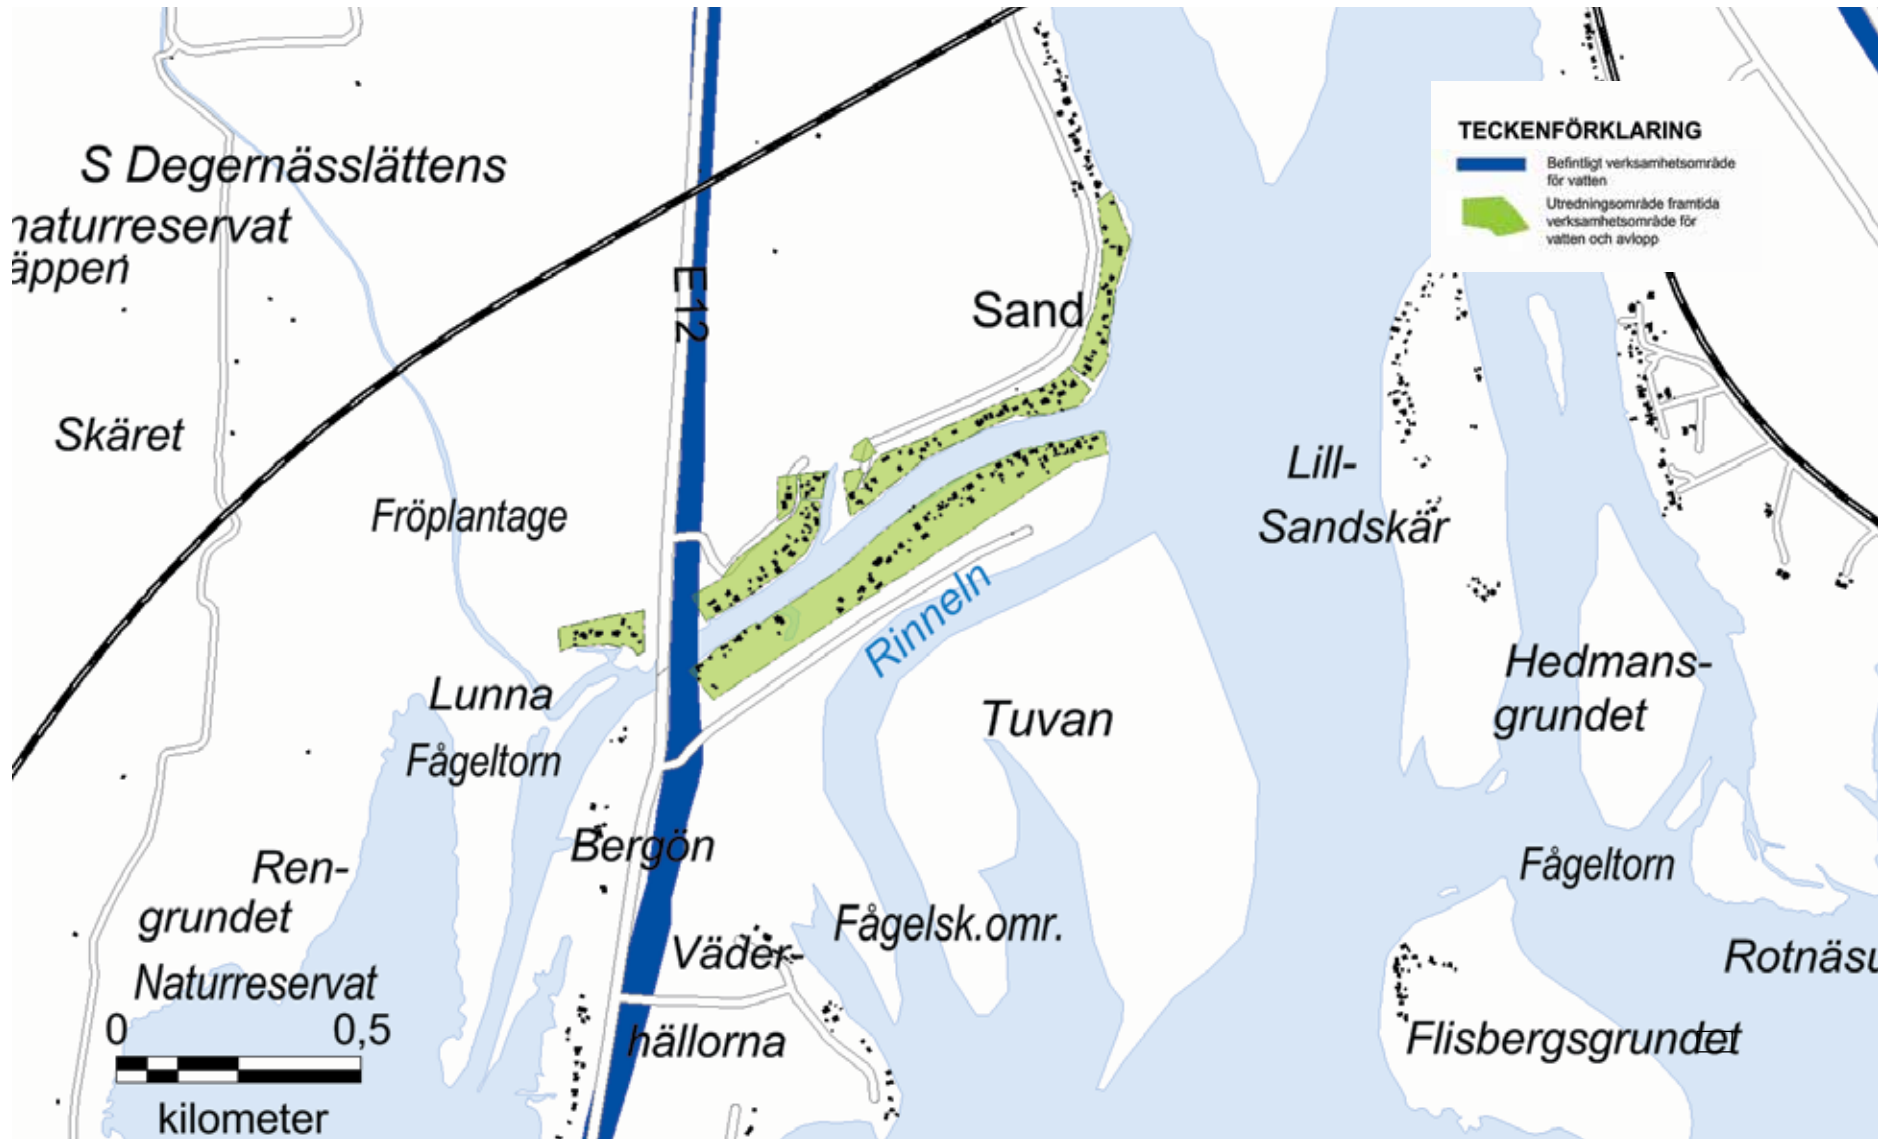 TECKENFÖRKLARING
Befintligt verksamhetsområde
för vatten
Utredningsområde framtida
verksamhetsområde för
vatten och avlopp
S Degernässlättens
naturreservat
äppen
E12
Sand
Skäret
Fröplantage
Lill-
Sandskär
Rinneln
Lunna
Fågeltorn
Tuvan
Hedmans-
grundet
Bergön
Ren-
grundet
Fågeltorn
Fågelsk.omr.
Väder-
hällorna
Rotnäsu
Naturreservat
Flisbergsgrundet
0 0,5
kilometer